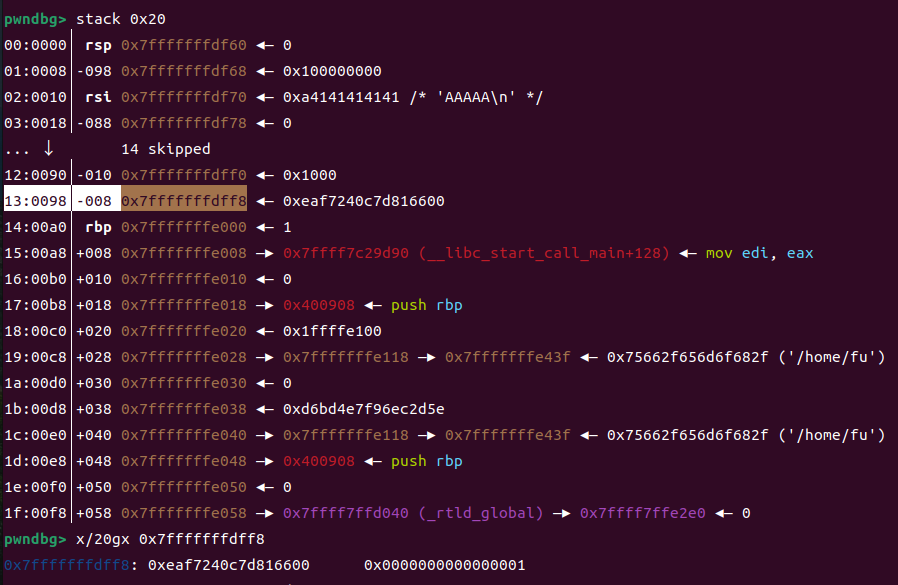 pwndbg> stack 0x20
00:0000│ rsp 0x7fffffffdf60 ◂— 0
01:0008│-098 0x7fffffffdf68 ◂— 0x100000000
02:0010│ rsi 0x7fffffffdf70 ◂— 0xa4141414141 /* 'AAAAA\n' */
03:0018│-088 0x7fffffffdf78 ◂— 0
... ↓ 14 skipped
12:0090│-010 0x7fffffffdff0 ◂— 0x1000
13:0098│-008 0x7fffffffdff8 ◂— 0xeaf7240c7d816600
14:00a0│ rbp 0x7fffffffe000 ◂— 1
15:00a8│+008 0x7fffffffe008 —▸ 0x7ffff7c29d90 (__libc_start_call_main+128) ◂— mov edi, eax
16:00b0│+010 0x7fffffffe010 ◂— 0
17:00b8│+018 0x7fffffffe018 —▸ 0x400908 ◂— push rbp
18:00c0│+020 0x7fffffffe020 ◂— 0x1ffffe100
19:00c8│+028 0x7fffffffe028 —▸ 0x7fffffffe118 —▸ 0x7fffffffe43f ◂— 0x75662f656d6f682f ('/home/fu')
1a:00d0│+030 0x7fffffffe030 ◂— 0
1b:00d8│+038 0x7fffffffe038 ◂— 0xd6bd4e7f96ec2d5e
1c:00e0│+040 0x7fffffffe040 —▸ 0x7fffffffe118 —▸ 0x7fffffffe43f ◂— 0x75662f656d6f682f ('/home/fu')
1d:00e8│+048 0x7fffffffe048 —▸ 0x400908 ◂— push rbp
1e:00f0│+050 0x7fffffffe050 ◂— 0
1f:00f8│+058 0x7fffffffe058 —▸ 0x7ffff7ffd040 (_rtld_global) —▸ 0x7ffff7ffe2e0 ◂— 0
pwndbg> x/20gx 0x7fffffffdff8
0x7fffffffdff8: 0xeaf7240c7d816600 0x0000000000000001